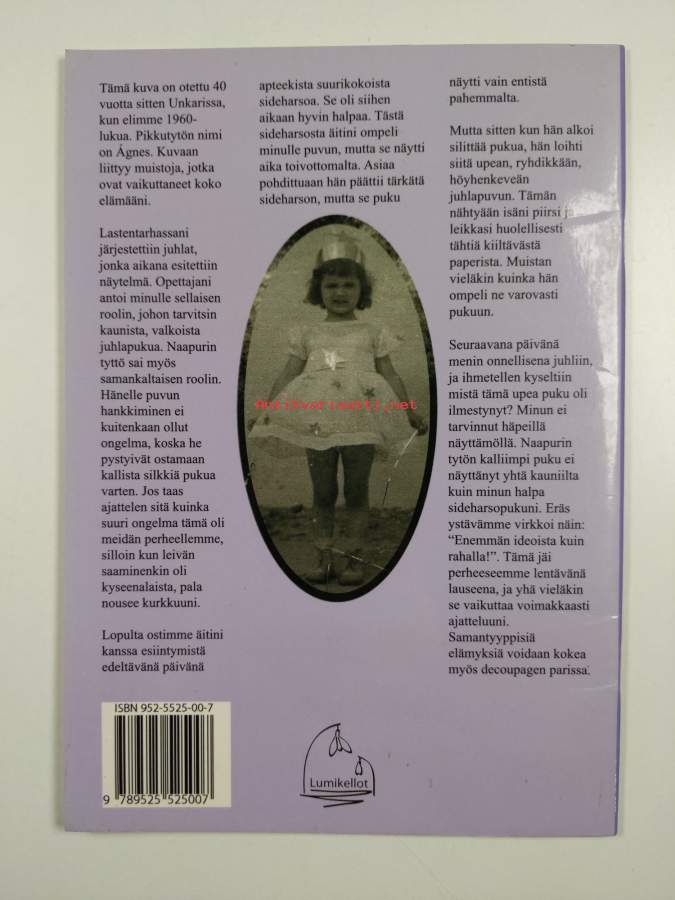 Tämä kuva on otettu 40
vuotta sitten Unkarissa,
kun elimme 1960-
lukua. Pikkutytön nimi
on Ágnes. Kuvaan
liittyy muistoja, jotka
ovat vaikuttaneet koko
elämääni.
Lastentarhassani
järjestettiin juhlat,
jonka aikana esitettiin
näytelmä. Opettajani
antoi minulle sellaisen
roolin, johon tarvitsin
kaunista, valkoista
juhlapukua. Naapurin
tyttö sai myös
samankaltaisen roolin.
Hänelle puvun
hankkiminen ei
kuitenkaan ollut
ongelma, koska he
pystyivät ostamaan
kallista silkkiä pukua
varten. Jos taas
ajattelen sitä kuinka
suuri ongelma tämä oli
meidän perheellemme,
silloin kun leivän
saaminenkin oli
kyseenalaista, pala
nousee kurkkuuni.
Lopulta ostimme äitini
kanssa esiintymistä
edeltävänä päivänä
apteekista suurikokoista
sideharsoa. Se oli siihen
aikaan hyvin halpaa. Tästä
sideharsosta äitini ompeli
minulle puvun, mutta se näytti
aika toivottomalta. Asiaa
pohdittuaan hän päättii tärkätä
sideharson, mutta se puku
näytti vain entistä
pahemmalta.
Mutta sitten kun hän alkoi
silittää pukua, hän loihti
siitä upean, ryhdikkään,
höyhenkeveän
juhlapuvun. Tämän
nähtyään isäni piirsi ja
leikkasi huolellisesti
tähtiä kiiltävästä
paperista. Muistan
vieläkin kuinka hän
ompeli ne varovasti
pukuun.
Seuraavana päivänä
menin onnellisena juhliin,
ja ihmetellen kyseltiin
mistä tämä upea puku oli
ilmestynyt? Minun ei
tarvinnut häpeillä
näyttämöllä. Naapurin
tytön kalliimpi puku ei
näyttänyt yhtä kauniilta
kuin minun halpa
sideharsopukuni. Eräs
ystävämme virkkoi näin:
“Enemmän ideoista kuin
rahalla!”. Tämä jäi
perheeseemme lentävänä
lauseena, ja yhä vieläkin
se vaikuttaa voimakkaasti
ajatteluuni.
Samantyyppisiä
elämyksiä voidaan kokea
myös decoupagen parissa.
Antikvariaatti.net
ISBN 952-5525-00-7
9 789525 525007
Lumikellot